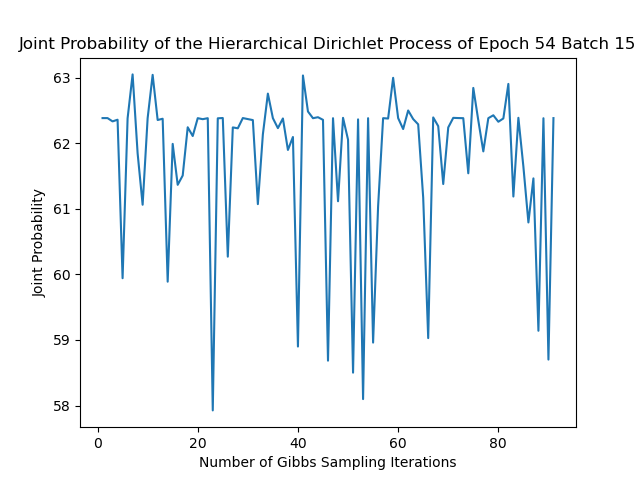 Joint Probability of the Hierarchical Dirichlet Process of Epoch 54 Batch 15
63
62
61
60
59
58
Joint Probability
0 20 40 60 80
Number of Gibbs Sampling Iterations